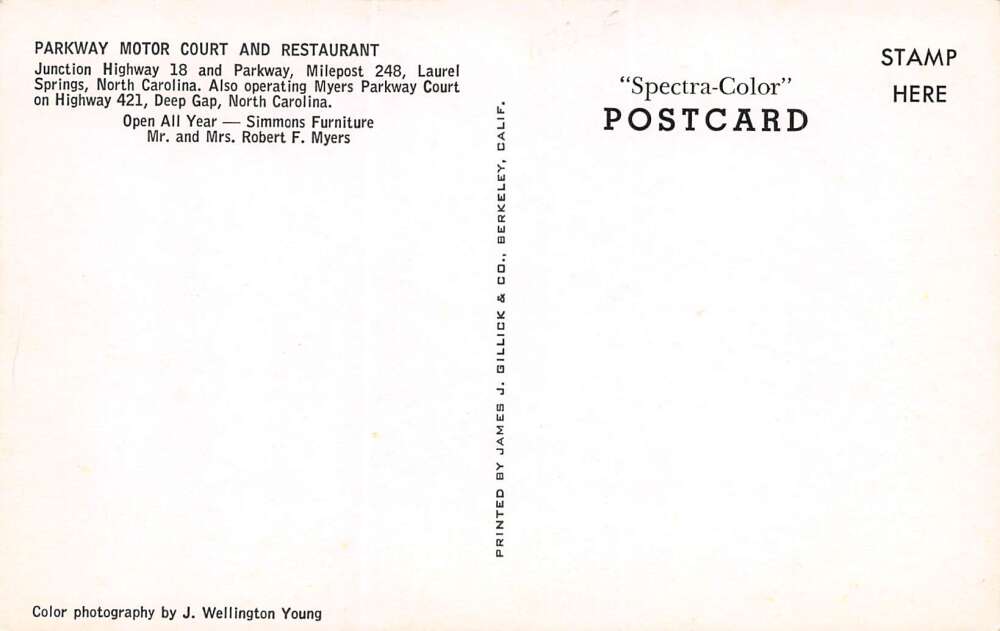 PARKWAY MOTOR COURT AND RESTAURANT
Junction Highway 18 and Parkway, Milepost 248, Laurel
Springs, North Carolina. Also operating Myers Parkway Court
on Highway 421, Deep Gap, North Carolina.
Open All Year — Simmons Furniture
Mr. and Mrs. Robert F. Myers
Color photography by J. Wellington Young
PRINTED BY JAMES J. GILLICK & CO., BERKELEY, CALIF.
“Spectra-Color”
POSTCARD
STAMP
HERE